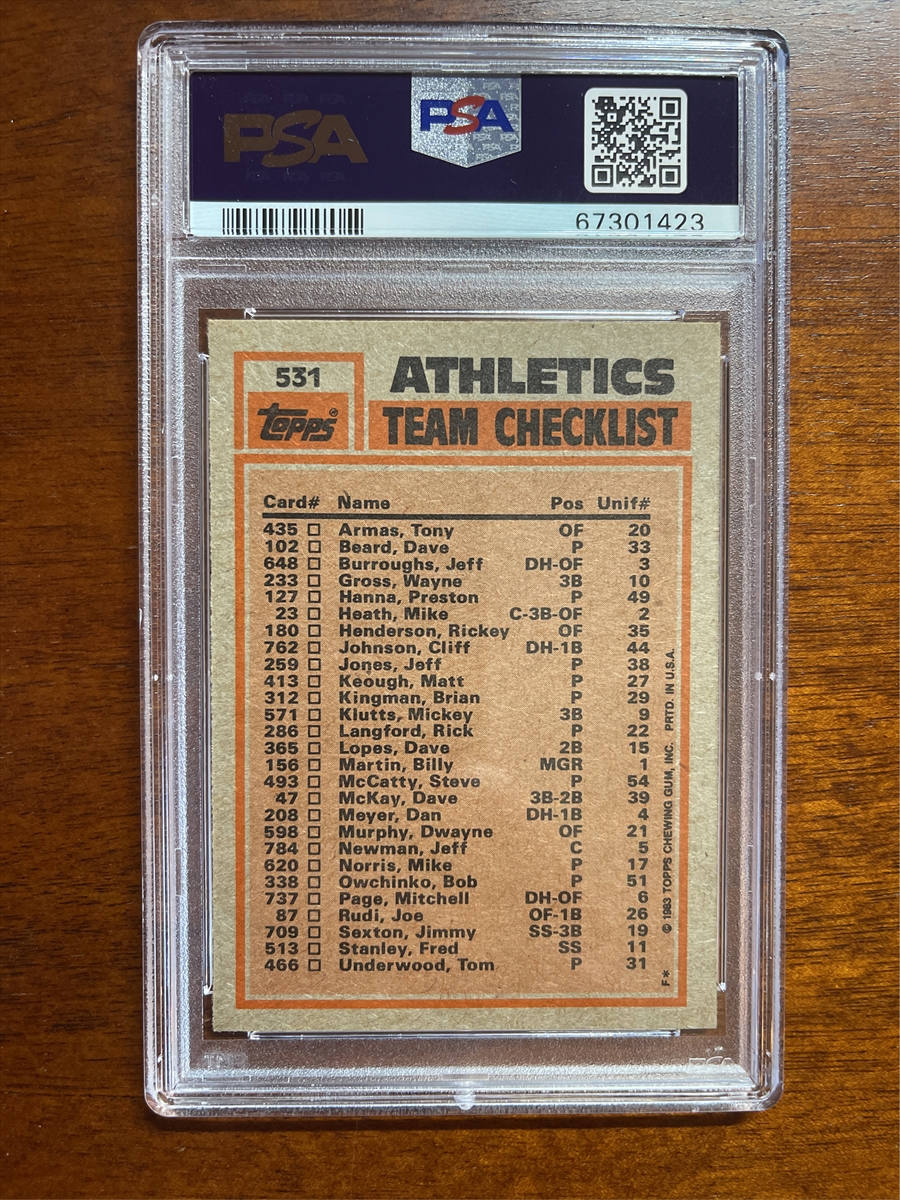 PSA PSA
67301423
531 ATHLETICS
Topps® TEAM CHECKLIST
Card# Name Pos Unif#
435 □ Armas, Tony OF 20
102 □ Beard, Dave P 33
648 □ Burroughs, Jeff DH-OF 3
233 □ Gross, Wayne 3B 10
127 □ Hanna, Preston P 49
23 □ Heath, Mike C-3B-OF 2
180 □ Henderson, Rickey OF 35
762 □ Johnson, Cliff DH-1B 44
259 □ Jones, Jeff P 38
413 □ Keough, Matt P 27
312 □ Kingman, Brian P 29
571 □ Klutts, Mickey 3B 9
286 □ Langford, Rick P 22
365 □ Lopes, Dave 2B 15
156 □ Martin, Billy MGR 1
493 □ McCatty, Steve P 54
47 □ McKay, Dave 3B-2B 39
208 □ Meyer, Dan DH-1B 4
598 □ Murphy, Dwayne OF 21
784 □ Newman, Jeff C 5
620 □ Norris, Mike P 17
338 □ Owchinko, Bob P 51
737 □ Page, Mitchell DH-OF 6
87 □ Rudi, Joe OF-1B 26
709 □ Sexton, Jimmy SS-3B 19
513 □ Stanley, Fred SS 11
466 □ Underwood, Tom P 31
F* © 1983 TOPPS CHEWING GUM, INC. PRTD. IN U.S.A.
PSA